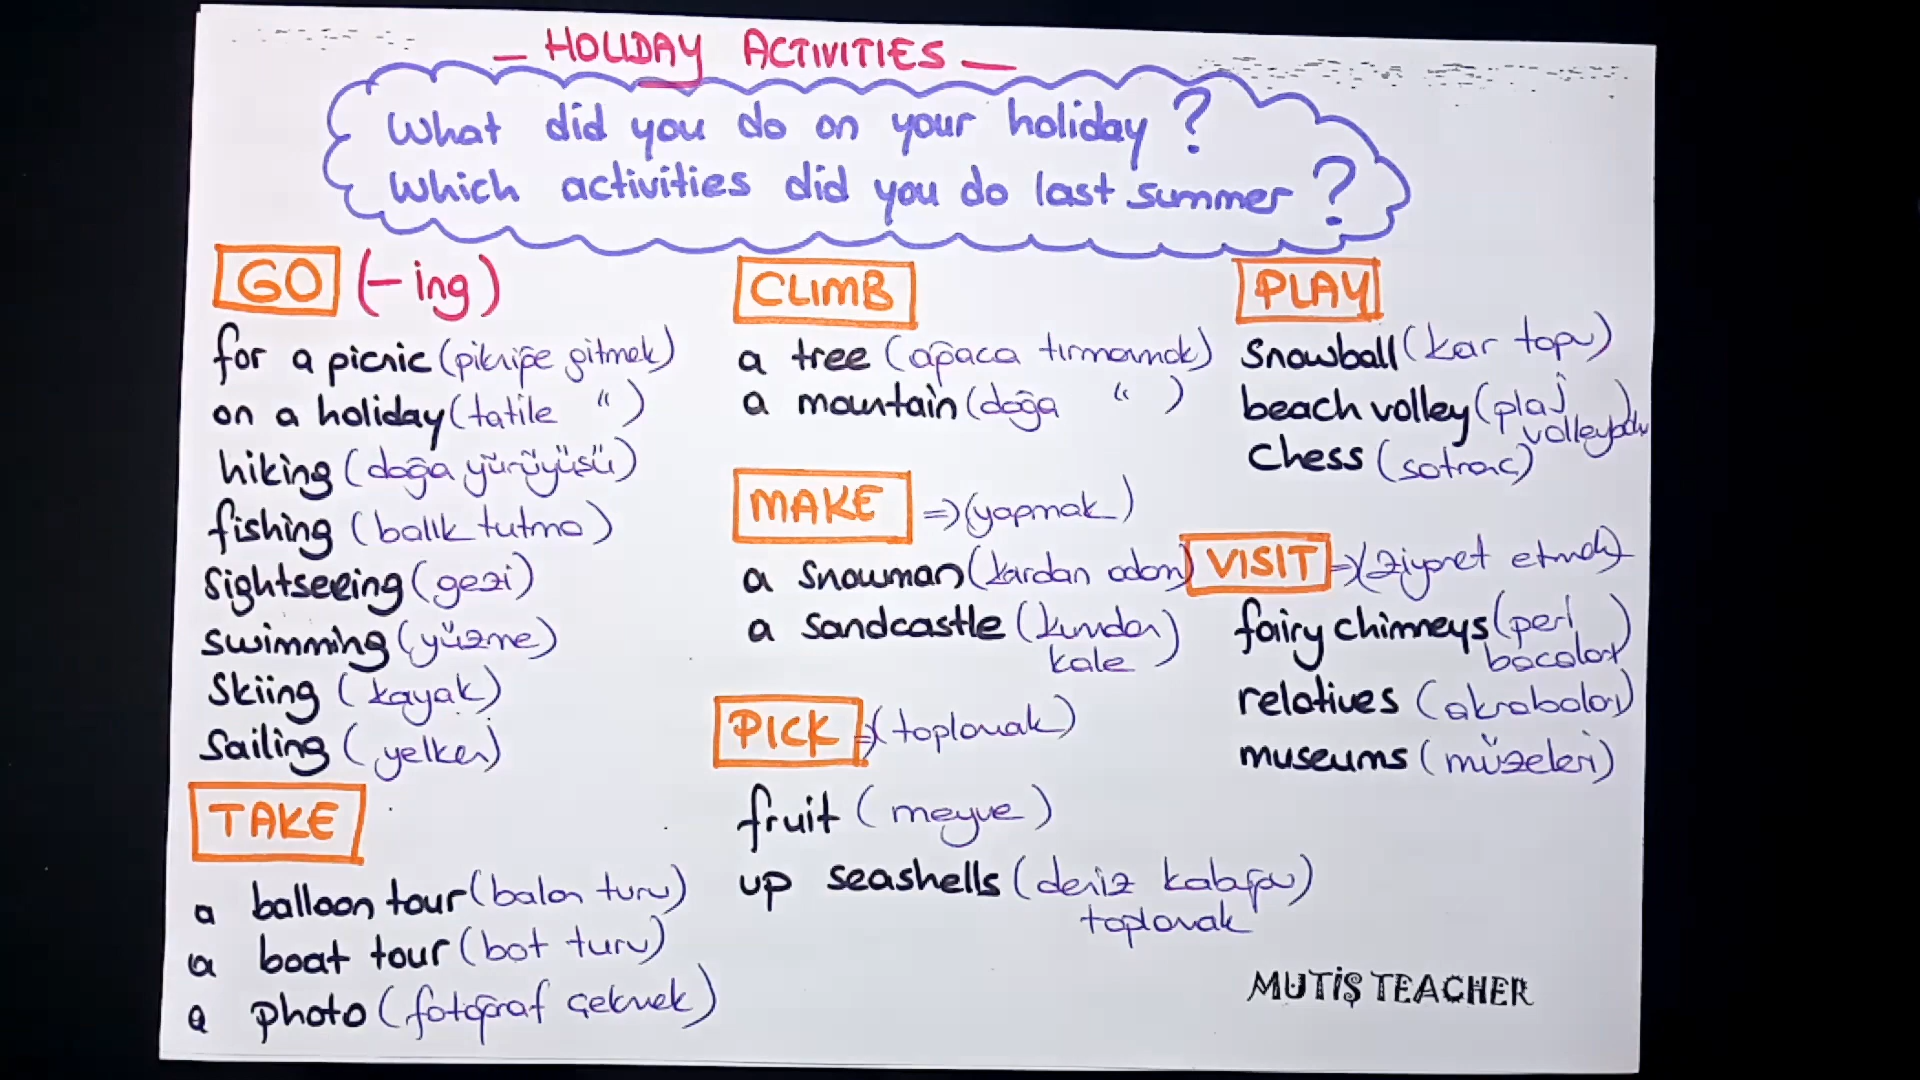 — HOLIDAY ACTIVITIES —
What did you do on your holiday ?
Which activities did you do last summer ?
GO (-ing)
for a picnic (pikniğe gitmek)
on a holiday (tatile “ )
hiking (doğa yürüyüşü)
fishing (balık tutma)
sightseeing (gezi)
swimming (yüzme)
skiing (kayak)
sailing (yelken)
TAKE
a balloon tour (balon turu)
a boat tour (bot turu)
a photo (fotoğraf çekmek)
CLIMB
a tree (ağaca tırmanmak)
a mountain (doğa “ )
MAKE => (yapmak)
a snowman (kardan adam)
a sandcastle (kumdan
kale)
PICK => (toplamak)
fruit (meyve)
up seashells (deniz kabuğu)
toplamak
PLAY
snowball (kar topu)
beach volley (plaj
volleybolu)
chess (satranç)
VISIT => (ziyaret etmek)
fairy chimneys (peri
bacaları)
relatives (akrabaları)
museums (müzeleri)
MUTİŞ TEACHER